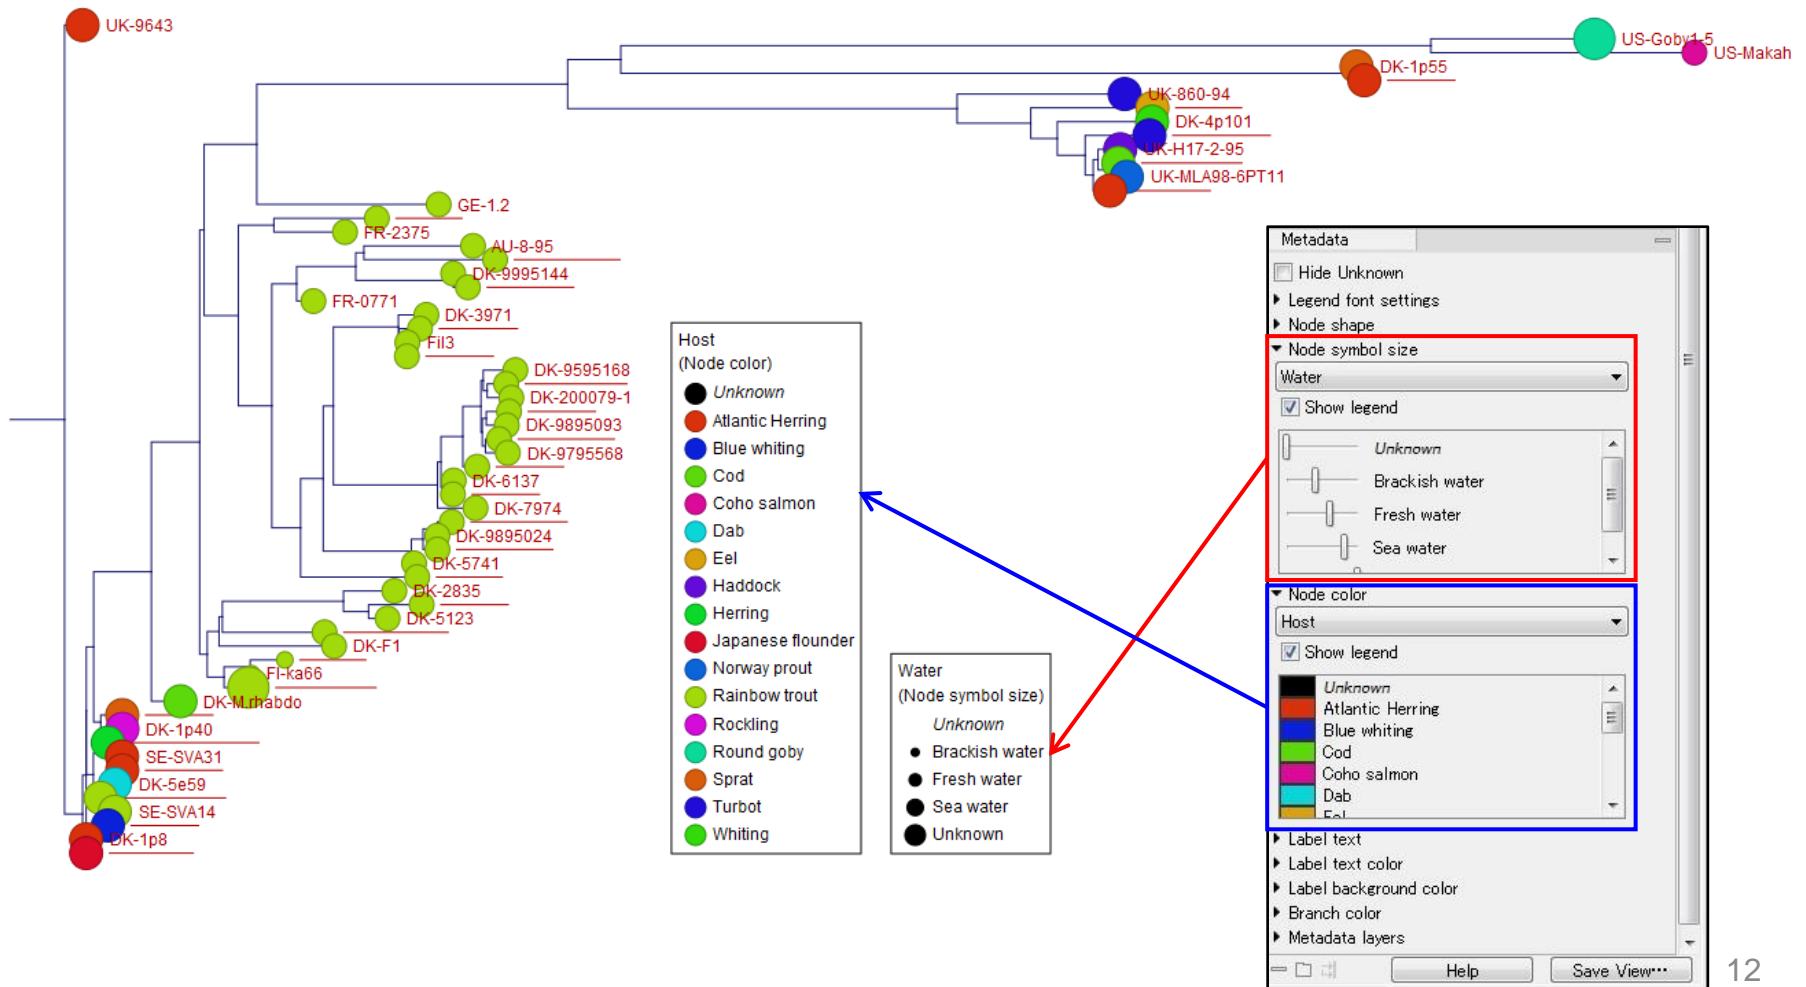 UK-9643
US-Goby1-5
US-Makah
DK-1p55
UK-860-94
DK-4p101
UK-H17-2-95
UK-MLA98-6PT11
GE-1.2
FR-2375
AU-8-95
DK-9995144
FR-0771
DK-3971
Fil3
DK-9595168
DK-200079-1
DK-9895093
DK-9795568
DK-6137
DK-7974
DK-9895024
DK-5741
DK-2835
DK-5123
DK-F1
FI-ka66
DK-M.rhabdo
DK-1p40
SE-SVA31
DK-5e59
SE-SVA14
DK-1p8
Host
(Node color)
Unknown
Atlantic Herring
Blue whiting
Cod
Coho salmon
Dab
Eel
Haddock
Herring
Japanese flounder
Norway prout
Rainbow trout
Rockling
Round goby
Sprat
Turbot
Whiting
Water
(Node symbol size)
Unknown
Brackish water
Fresh water
Sea water
Unknown
Metadata
Hide Unknown
Legend font settings
Node shape
Node symbol size
Water
Show legend
Unknown
Brackish water
Fresh water
Sea water
Node color
Host
Show legend
Unknown
Atlantic Herring
Blue whiting
Cod
Coho salmon
Dab
Eel
Label text
Label text color
Label background color
Branch color
Metadata layers
Help
Save View...
12